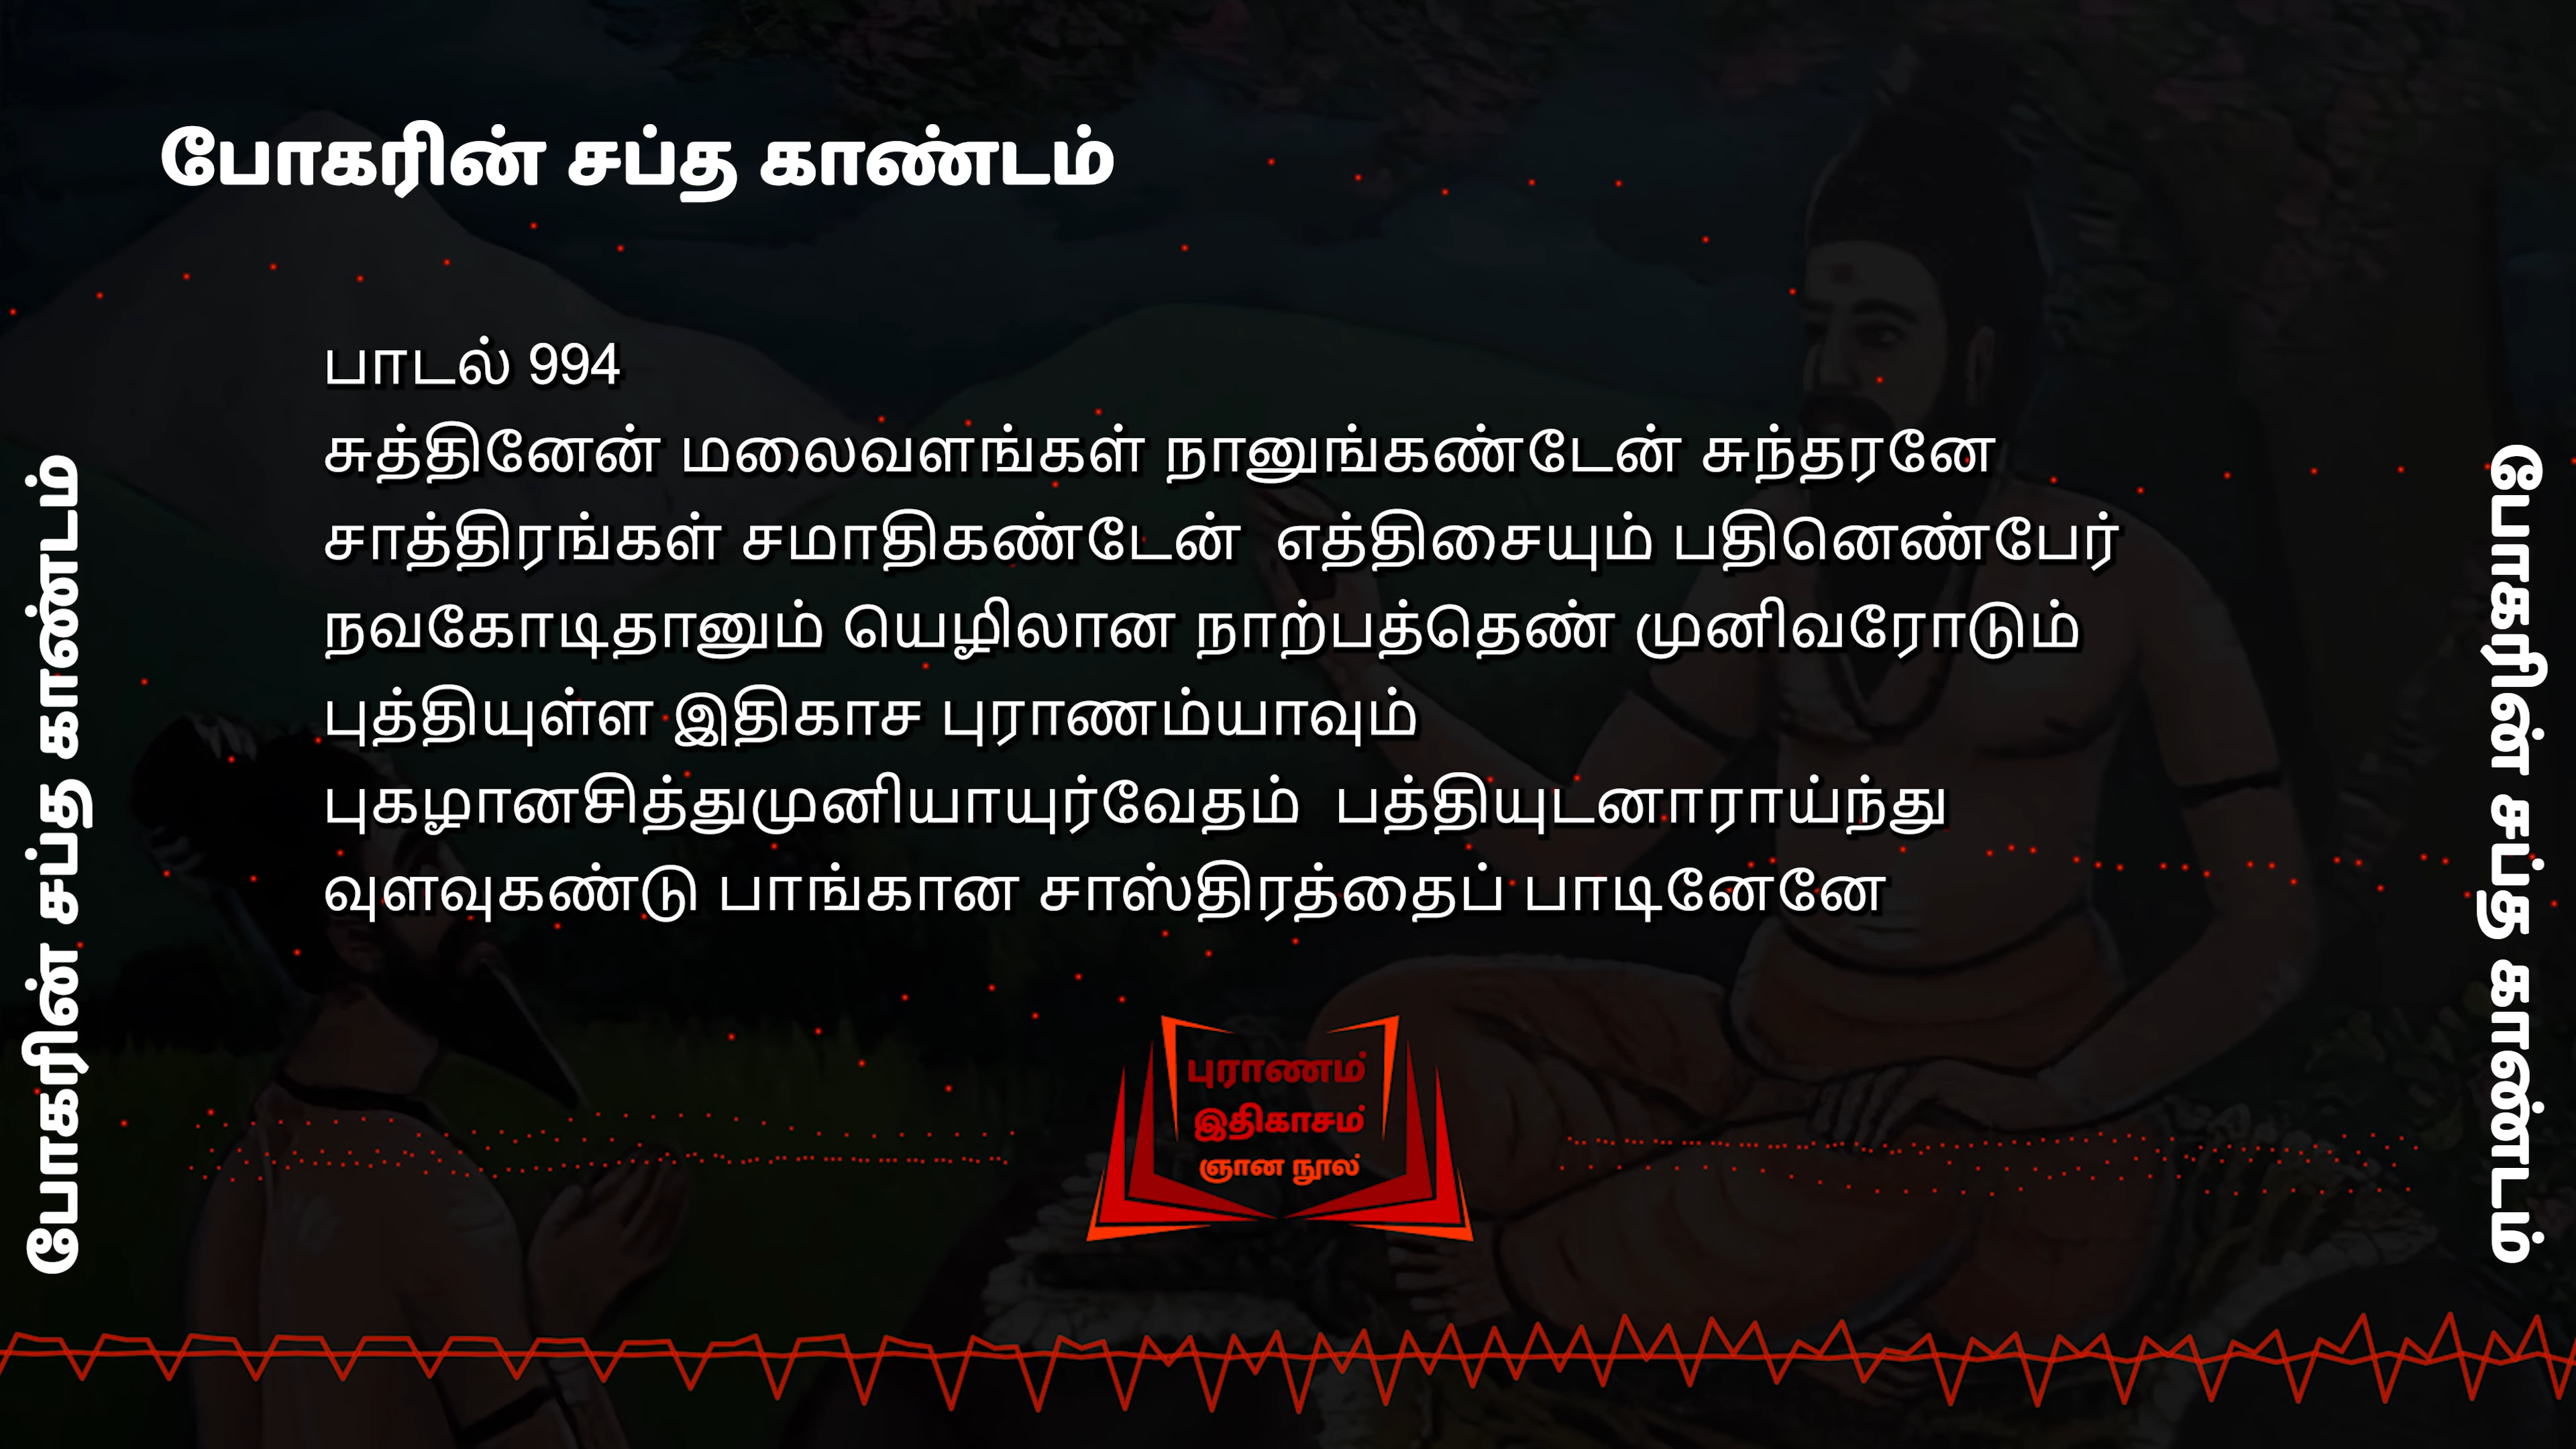 போகரின் சப்த காண்டம்
பாடல் 994
சுத்தினேன் மலைவளங்கள் நானுங்கண்டேன் சுந்தரனே
சாத்திரங்கள் சமாதிகண்டேன்  எத்திசையும் பதினெண்பேர்
நவகோடிதானும் யெழிலான நாற்பத்தெண் முனிவரோடும்
புத்தியுள்ள இதிகாச புராணம்யாவும்
புகழானசித்துமுனியாயுர்வேதம்  பத்தியுடனாராய்ந்து
வுளவுகண்டு பாங்கான சாஸ்திரத்தைப் பாடினேனே
போகரின் சப்த காண்டம்
போகரின் சப்த காண்டம்
புராணம்
இதிகாசம்
ஞான நூல்